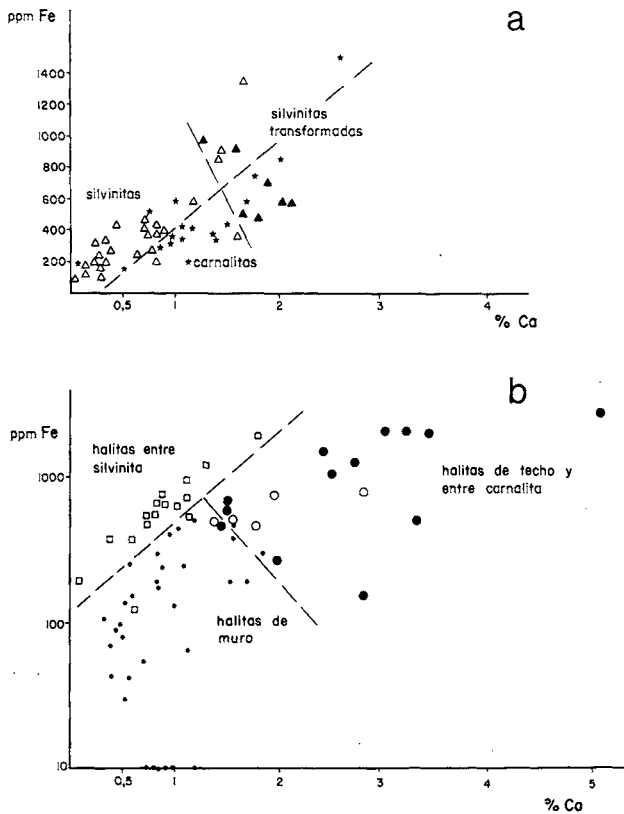 a
ppm Fe
1400
1000
800
600
400
200
silvinitas
transformadas
silvinitas
carnalitas
0,5
1
2
3
4
% Ca
b
ppm Fe
1000
100
10
halitas entre
silvinita
halitas de techo y
entre carnalita
halitas de
muro
0,5
1
2
3
4
5
% Ca